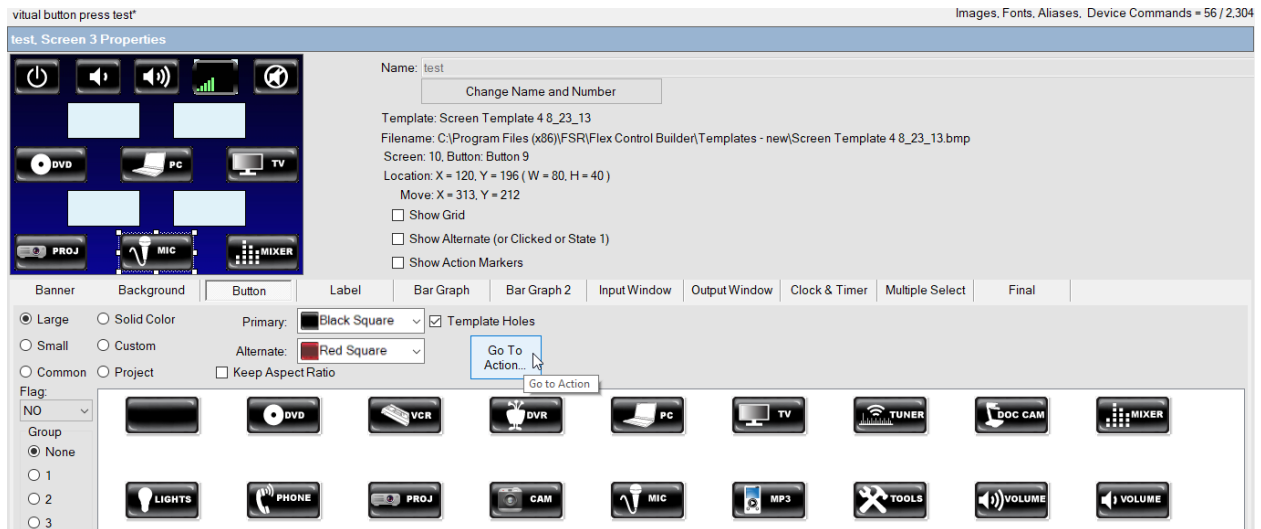 vitual button press test*
Images, Fonts, Aliases, Device Commands = 56 / 2,304
test, Screen 3 Properties
DVD PC TV
PROJ MIC MIXER
Name: test
Change Name and Number
Template: Screen Template 4 8_23_13
Filename: C:\Program Files (x86)\FSR\Flex Control Builder\Templates - new\Screen Template 4 8_23_13.bmp
Screen: 10, Button: Button 9
Location: X = 120, Y = 196 ( W = 80, H = 40 )
Move: X = 313, Y = 212
Show Grid
Show Alternate (or Clicked or State 1)
Show Action Markers
Banner Background Button Label Bar Graph Bar Graph 2 Input Window Output Window Clock & Timer Multiple Select Final
Large Solid Color Primary: Black Square Template Holes
Small Custom Alternate: Red Square Go To Action...
Common Project Keep Aspect Ratio
Go to Action
Flag:
NO
Group
None
1
2
3
DVD VCR DVR PC TV TUNER DOC CAM MIXER
LIGHTS PHONE PROJ CAM MIC MP3 TOOLS VOLUME VOLUME